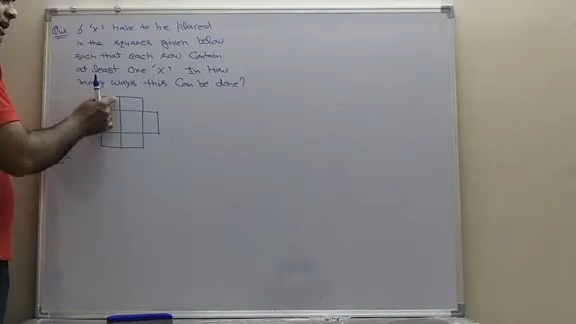 Que 6 'X' Have to be placed
in the squares given below
such that each row Contain
at least one 'X' In How
many ways this Can be done?